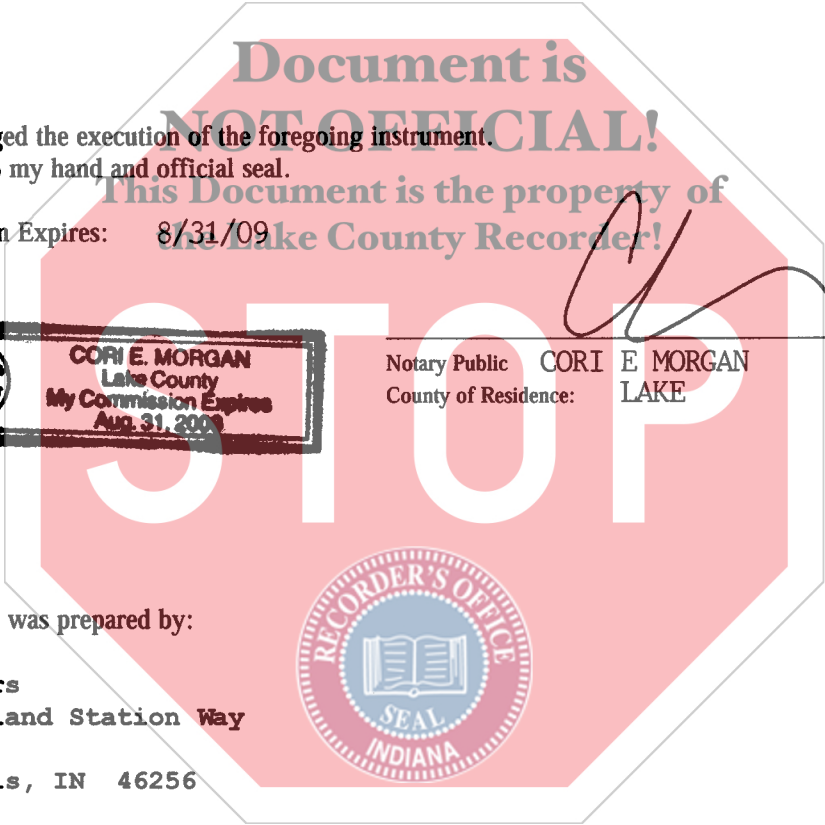 Document is
NOT OFFICIAL!
This Document is the property of
the Lake County Recorder!
ged the execution of the foregoing instrument.
my hand and official seal.
n Expires: 8/31/09
STOP
CORI E. MORGAN
Lake County
My Commission Expires
Aug. 31, 2009
Notary Public CORI E MORGAN
County of Residence: LAKE
was prepared by:
rs
land Station Way
ls, IN 46256
RECORDER'S OFFICE
SEAL
INDIANA